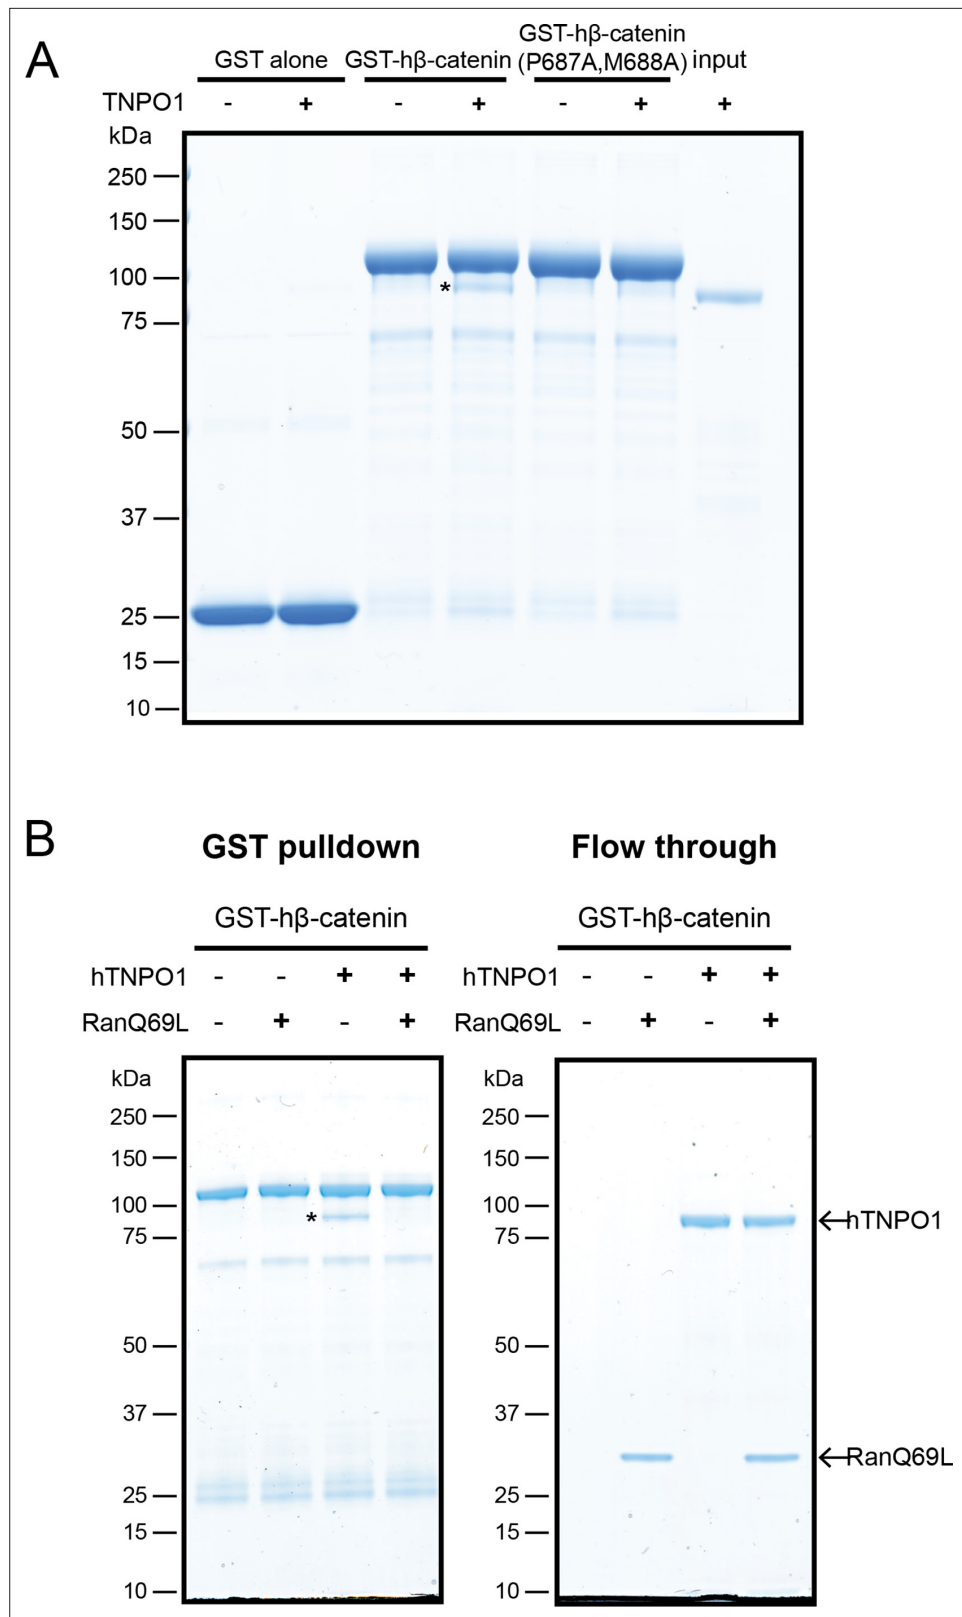 A
GST alone GST-hβ-catenin GST-hβ-catenin (P687A,M688A) input
TNPO1 - + - + - + +
kDa
250
150
100
*
75
50
37
25
15
10
B
GST pulldown
GST-hβ-catenin
hTNPO1 - - + +
RanQ69L - + - +
kDa
250
150
100
*
75
50
37
25
15
10
Flow through
GST-hβ-catenin
hTNPO1 - - + +
RanQ69L - + - +
kDa
250
150
100
hTNPO1
75
50
37
RanQ69L
25
15
10